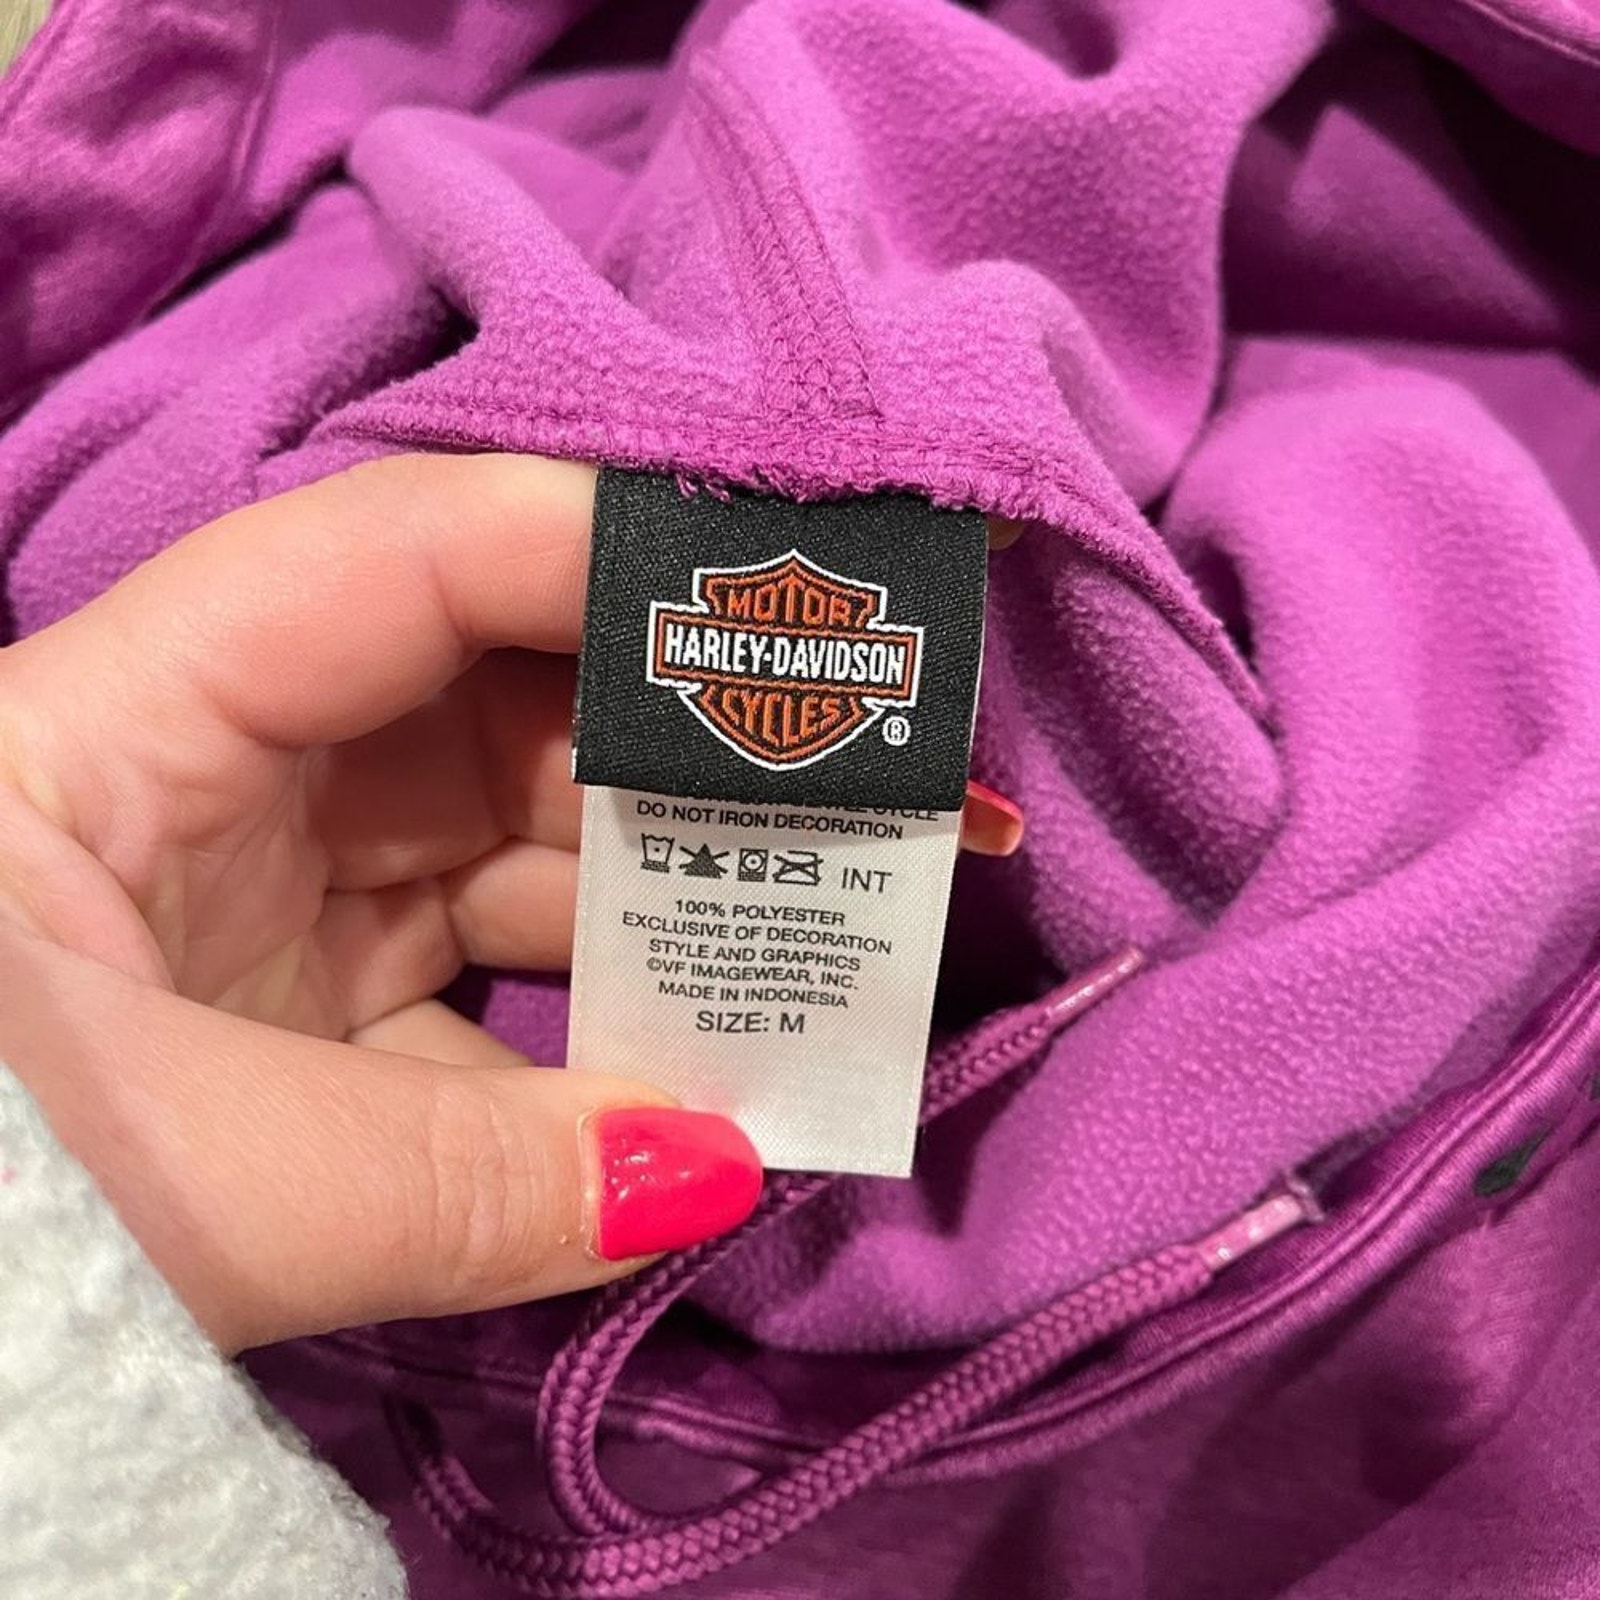 MOTOR
HARLEY-DAVIDSON
CYCLES
®
CYCLE
DO NOT IRON DECORATION
INT
100% POLYESTER
EXCLUSIVE OF DECORATION
STYLE AND GRAPHICS
©VF IMAGEWEAR, INC.
MADE IN INDONESIA
SIZE: M